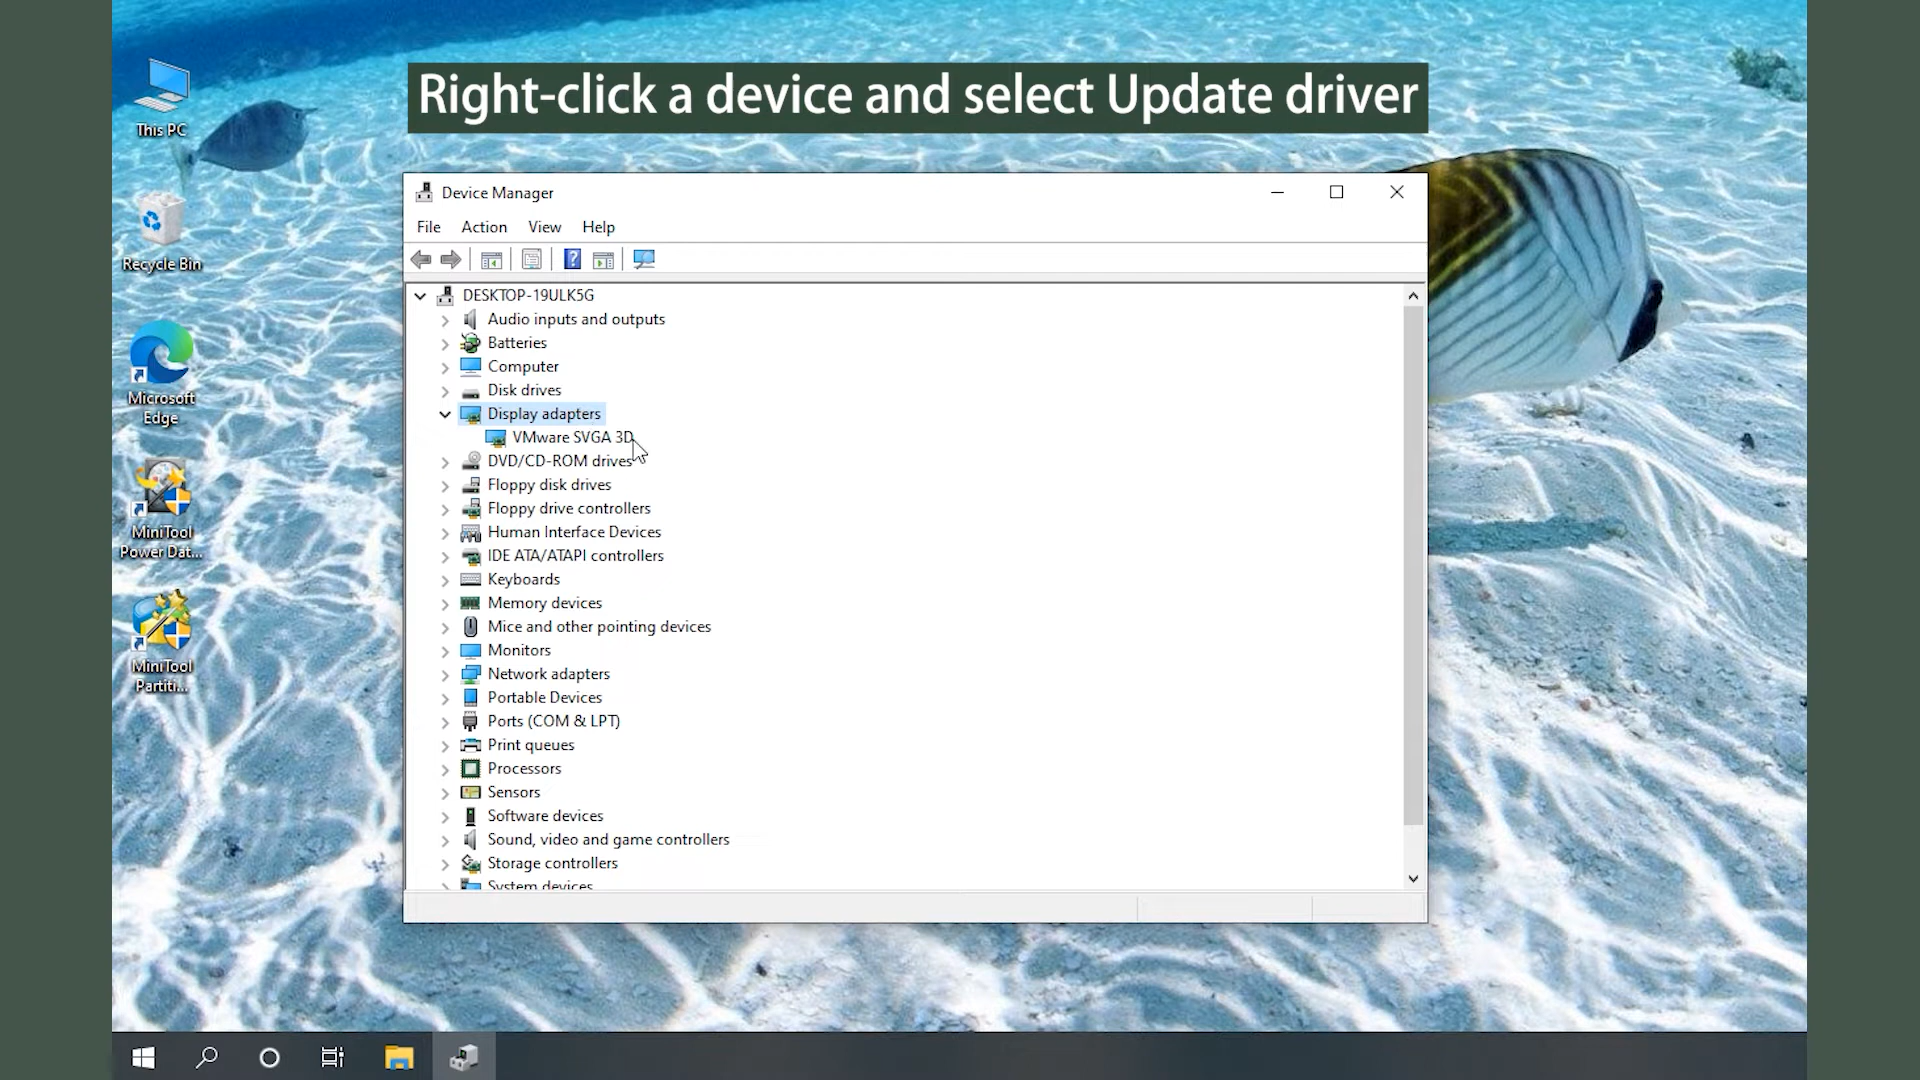 Right-click a device and select Update driver
This PC
Recycle Bin
Microsoft
Edge
MiniTool
Power Dat...
MiniTool
Partiti...
Device Manager
File Action View Help
DESKTOP-19ULK5G
Audio inputs and outputs
Batteries
Computer
Disk drives
Display adapters
VMware SVGA 3D
DVD/CD-ROM drives
Floppy disk drives
Floppy drive controllers
Human Interface Devices
IDE ATA/ATAPI controllers
Keyboards
Memory devices
Mice and other pointing devices
Monitors
Network adapters
Portable Devices
Ports (COM & LPT)
Print queues
Processors
Sensors
Software devices
Sound, video and game controllers
Storage controllers
System devices